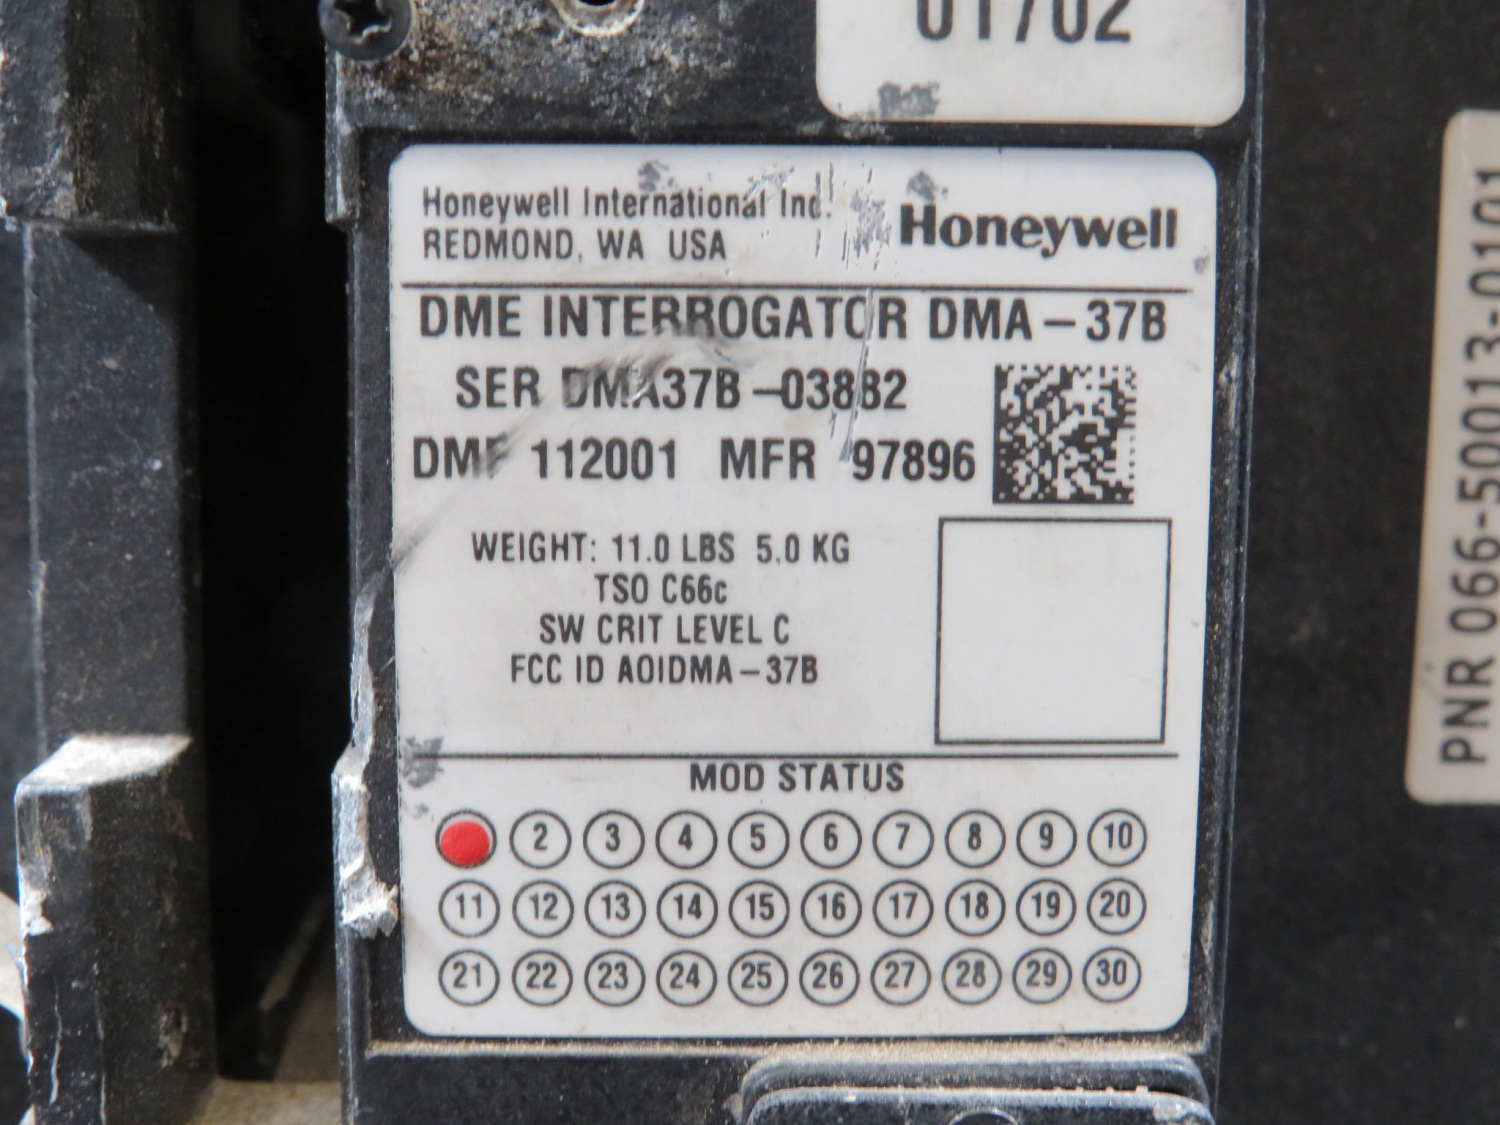 01/02
Honeywell International Inc.
REDMOND, WA USA
Honeywell
DME INTERROGATOR DMA-37B
SER DMA37B-03882
DMF 112001 MFR 97896
WEIGHT: 11.0 LBS 5.0 KG
TSO C66c
SW CRIT LEVEL C
FCC ID AOIDMA-37B
MOD STATUS
2 3 4 5 6 7 8 9 10
11 12 13 14 15 16 17 18 19 20
21 22 23 24 25 26 27 28 29 30
PNR 066-50013-0101